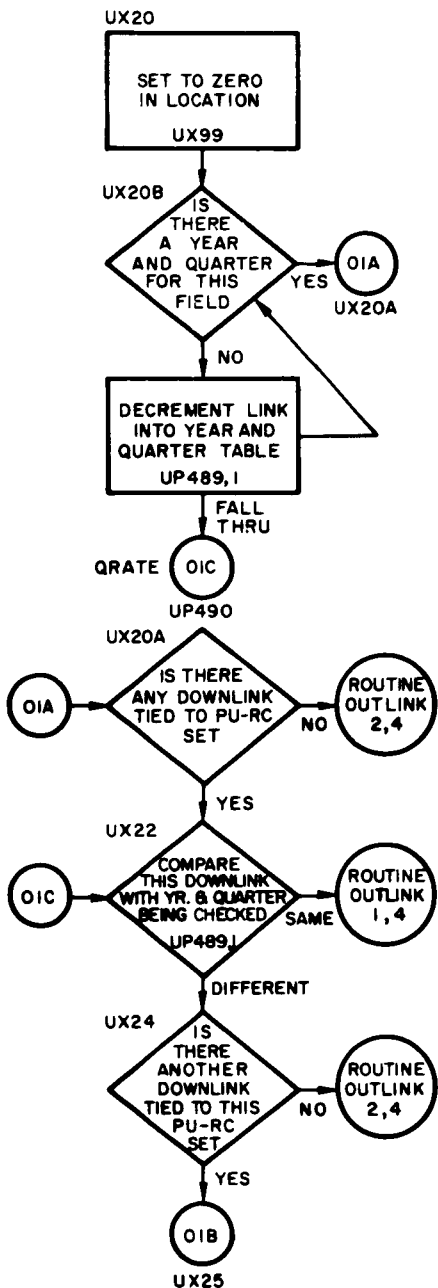 UX20
SET TO ZERO
IN LOCATION
UX99
UX20B
IS
THERE
A YEAR
AND QUARTER
FOR THIS
FIELD
YES
01A
UX20A
NO
DECREMENT LINK
INTO YEAR AND
QUARTER TABLE
UP489,1
FALL
THRU
QRATE
01C
UP490
UX20A
01A
IS THERE
ANY DOWNLINK
TIED TO PU-RC
SET
NO
ROUTINE
OUTLINK
2,4
YES
UX22
01C
COMPARE
THIS DOWNLINK
WITH YR. & QUARTER
BEING CHECKED
UP489,1
SAME
ROUTINE
OUTLINK
1,4
DIFFERENT
UX24
IS
THERE
ANOTHER
DOWNLINK
TIED TO THIS
PU-RC
SET
NO
ROUTINE
OUTLINK
2,4
YES
01B
UX25